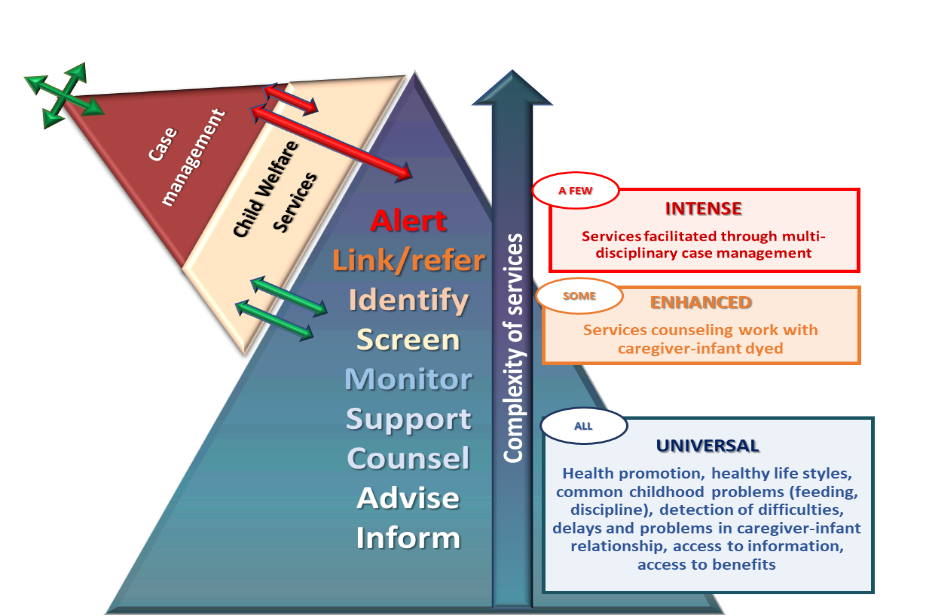 Case
management
Child Welfare
Services
Alert
Link/refer
Identify
Screen
Monitor
Support
Counsel
Advise
Inform
Complexity of services
A FEW
INTENSE
Services facilitated through multi-
disciplinary case management
SOME
ENHANCED
Services counseling work with
caregiver-infant dyed
ALL
UNIVERSAL
Health promotion, healthy life styles,
common childhood problems (feeding,
discipline), detection of difficulties,
delays and problems in caregiver-infant
relationship, access to information,
access to benefits